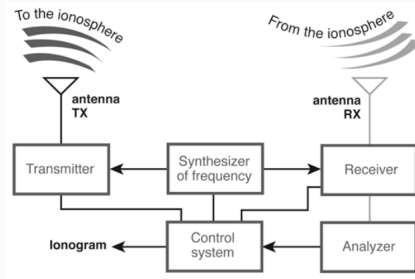 To the ionosphere
From the ionosphere
antenna
TX
antenna
RX
Transmitter
Synthesizer
of frequency
Receiver
Ionogram
Control
system
Analyzer